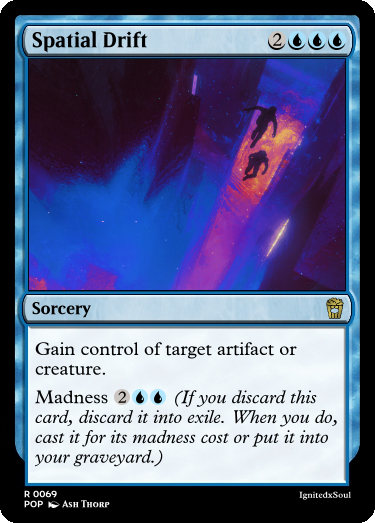 Spatial Drift 2
Sorcery
Gain control of target artifact or
creature.
Madness 2 (If you discard this
card, discard it into exile. When you do,
cast it for its madness cost or put it into
your graveyard.)
R 0069
POP Ash Thorp
IgnitedxSoul